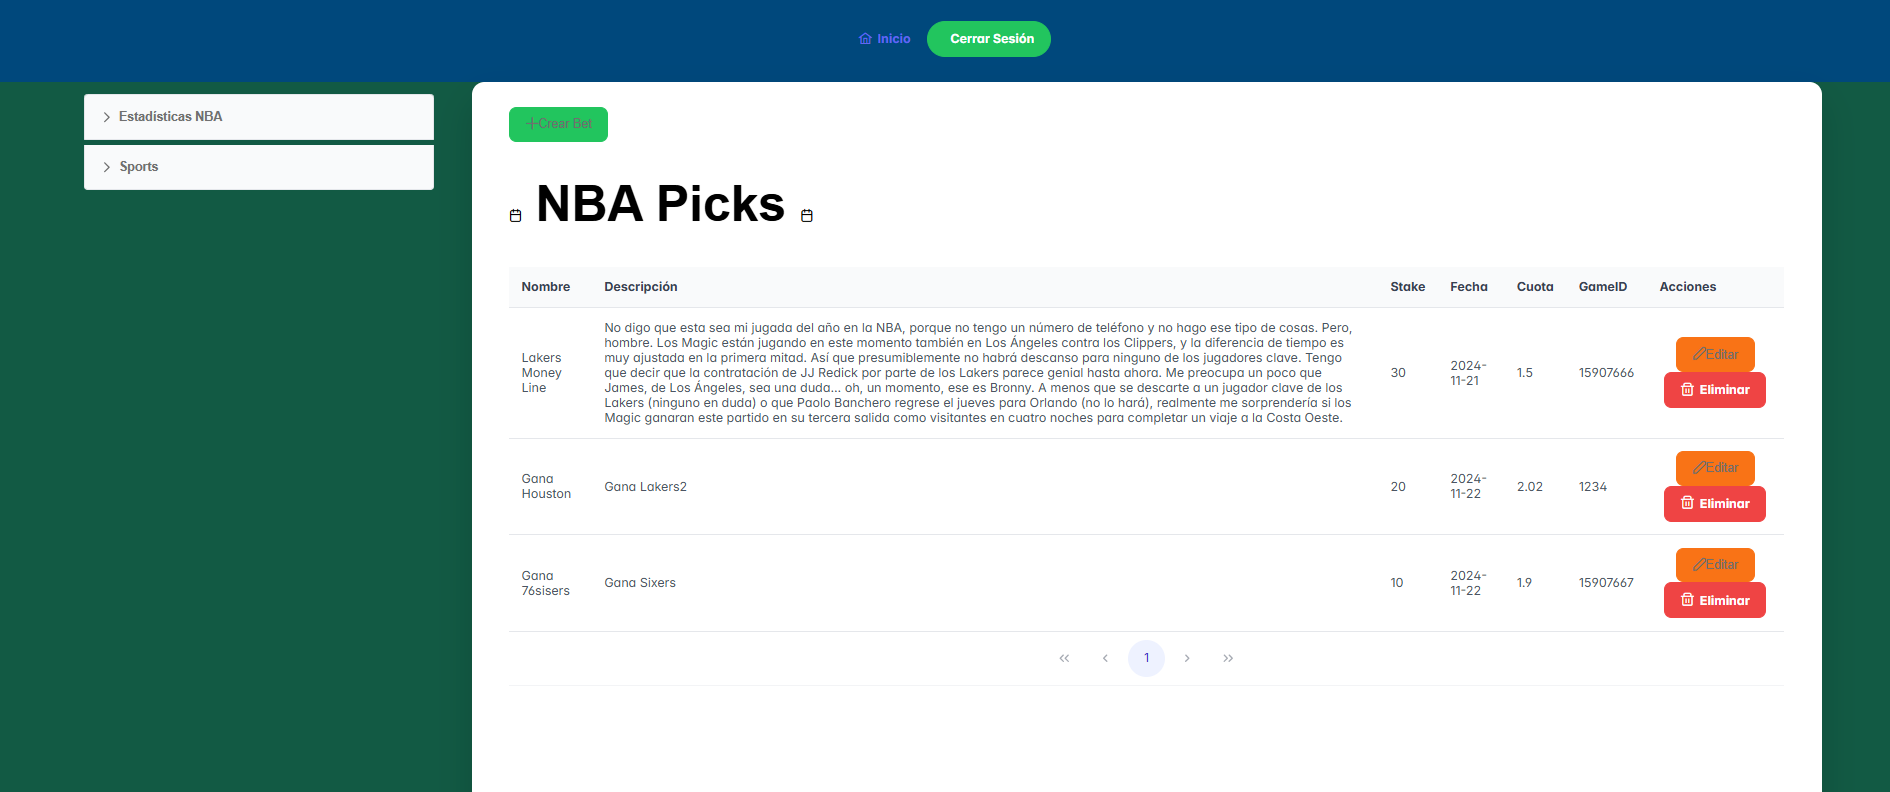 Inicio
Cerrar Sesión
Estadísticas NBA
Sports
Crear Bet
NBA Picks
Nombre Descripción Stake Fecha Cuota GameID Acciones
Lakers
Money
Line
No digo que esta sea mi jugada del año en la NBA, porque no tengo un número de teléfono y no hago ese tipo de cosas. Pero,
hombre. Los Magic están jugando en este momento también en Los Ángeles contra los Clippers, y la diferencia de tiempo es
muy ajustada en la primera mitad. Así que presumiblemente no habrá descanso para ninguno de los jugadores clave. Tengo
que decir que la contratación de JJ Redick por parte de los Lakers parece genial hasta ahora. Me preocupa un poco que
James, de Los Ángeles, sea una duda... oh, un momento, ese es Bronny. A menos que se descarte a un jugador clave de los
Lakers (ninguno en duda) o que Paolo Banchero regrese el jueves para Orlando (no lo hará), realmente me sorprendería si los
Magic ganaran este partido en su tercera salida como visitantes en cuatro noches para completar un viaje a la Costa Oeste.
30
2024-
11-21
1.5
15907666
Editar
Eliminar
Gana
Houston
Gana Lakers2
20
2024-
11-22
2.02
1234
Editar
Eliminar
Gana
76sisers
Gana Sixers
10
2024-
11-22
1.9
15907667
Editar
Eliminar
1